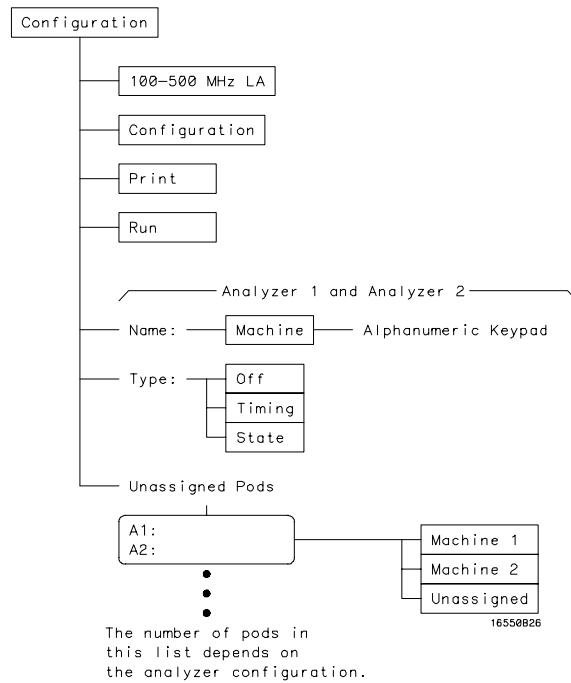 Configuration
100-500 MHz LA
Configuration
Print
Run
Analyzer 1 and Analyzer 2
Name: Machine Alphanumeric Keypad
Type: Off
Timing
State
Unassigned Pods
A1:
A2:
Machine 1
Machine 2
Unassigned
16550B26
The number of pods in
this list depends on
the analyzer configuration.